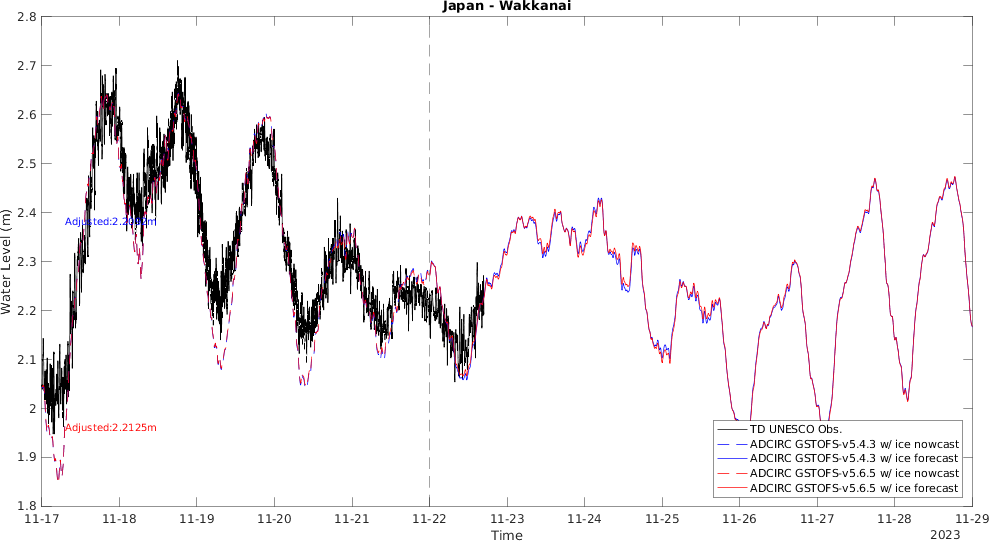 Japan - Wakkanai
Water Level (m)
2.8
2.7
2.6
2.5
2.4
2.3
2.2
2.1
2
1.9
1.8
Adjusted:2.2125m
TD UNESCO Obs.
ADCIRC GSTOFS-v5.4.3 w/ ice nowcast
ADCIRC GSTOFS-v5.4.3 w/ ice forecast
ADCIRC GSTOFS-v5.6.5 w/ ice nowcast
ADCIRC GSTOFS-v5.6.5 w/ ice forecast
11-17 11-18 11-19 11-20 11-21 11-22 11-23 11-24 11-25 11-26 11-27 11-28 11-29
Time
2023